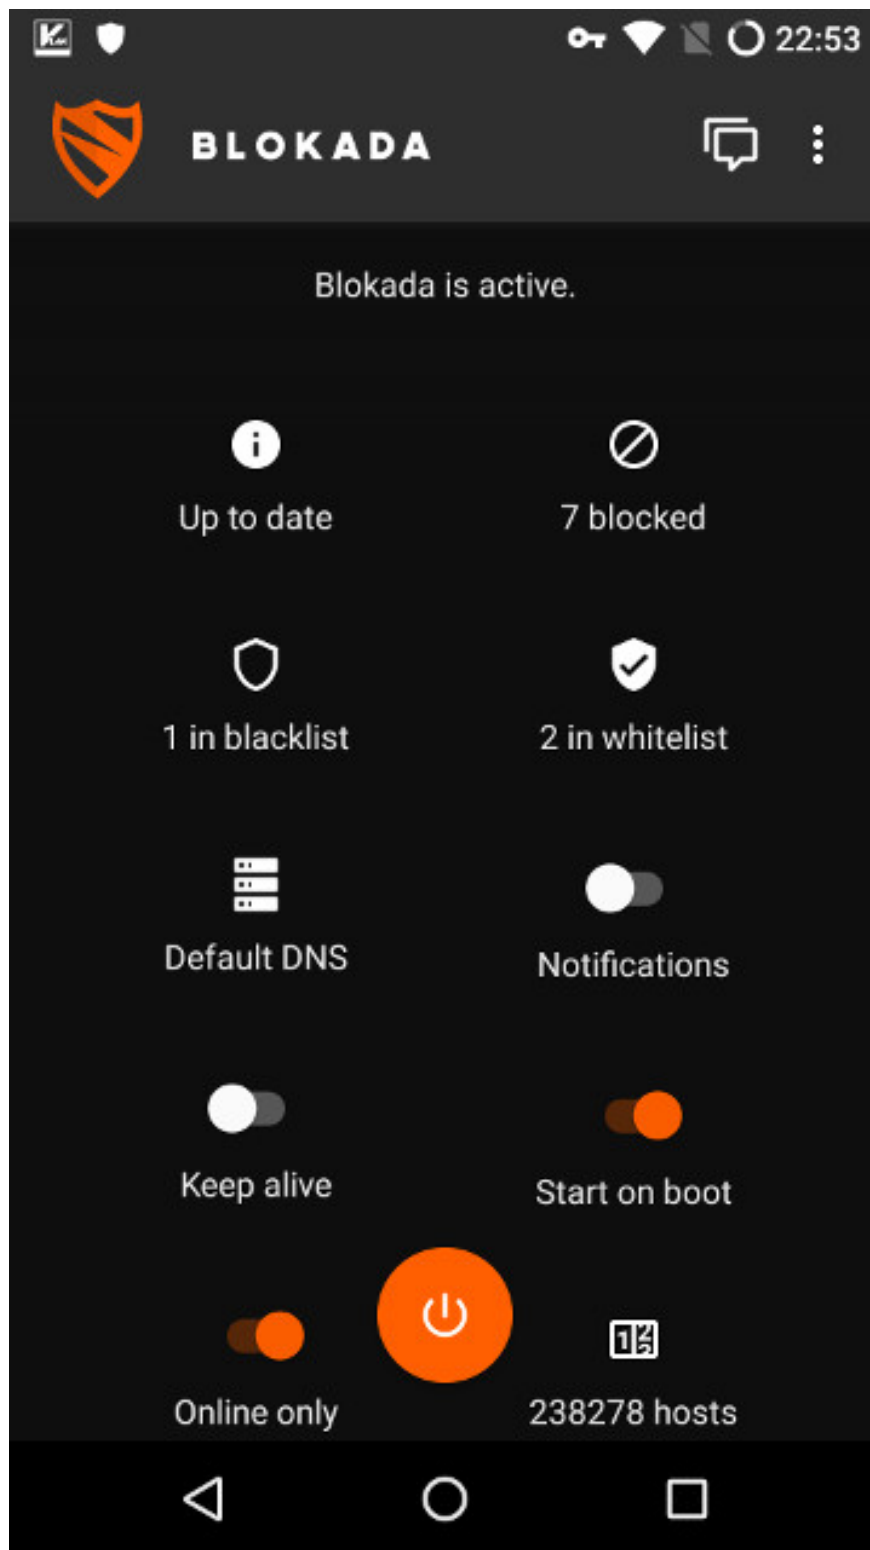 22:53
BLOKADA
Blokada is active.
Up to date
7 blocked
1 in blacklist
2 in whitelist
Default DNS
Notifications
Keep alive
Start on boot
Online only
238278 hosts